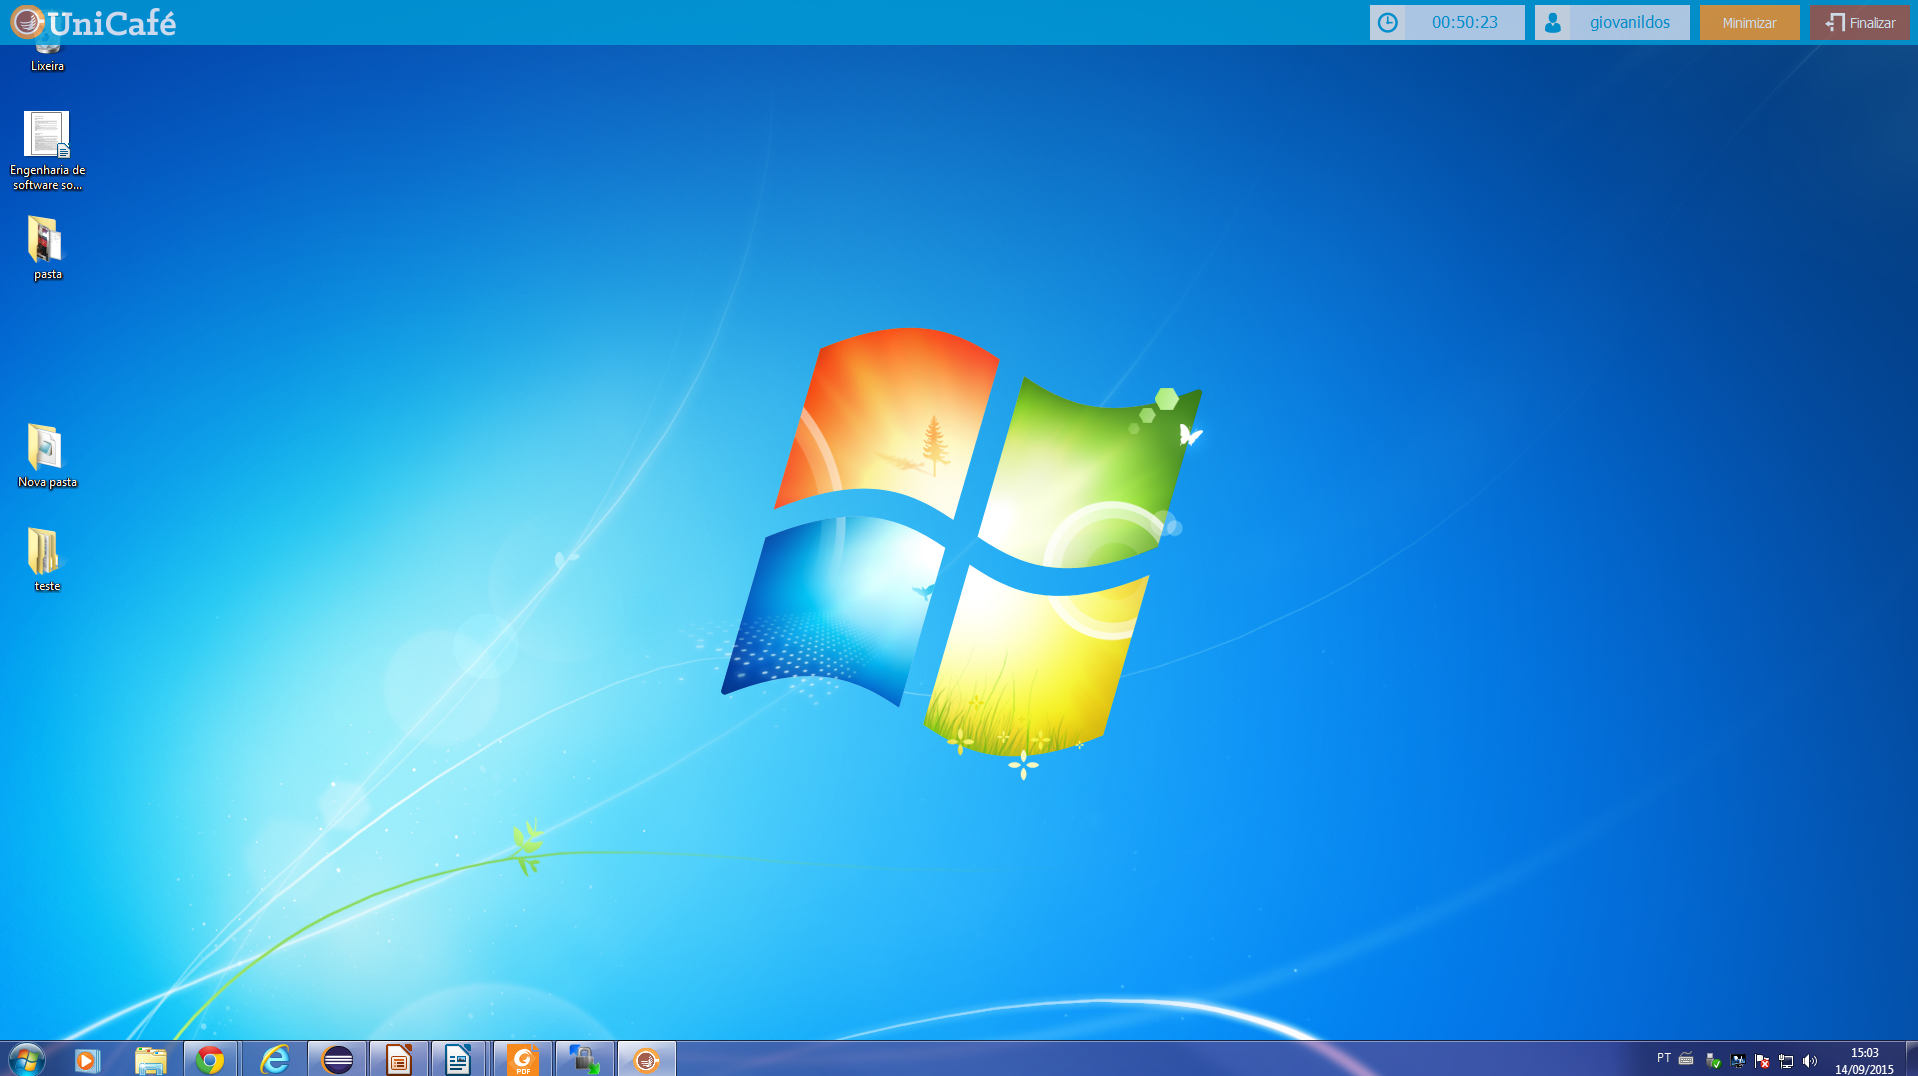 UniCafé
00:50:23
giovanildos
Minimizar
Finalizar
Lixeira
Engenharia de
software so...
pasta
Nova pasta
teste
PDF
PT
15:03
14/09/2015